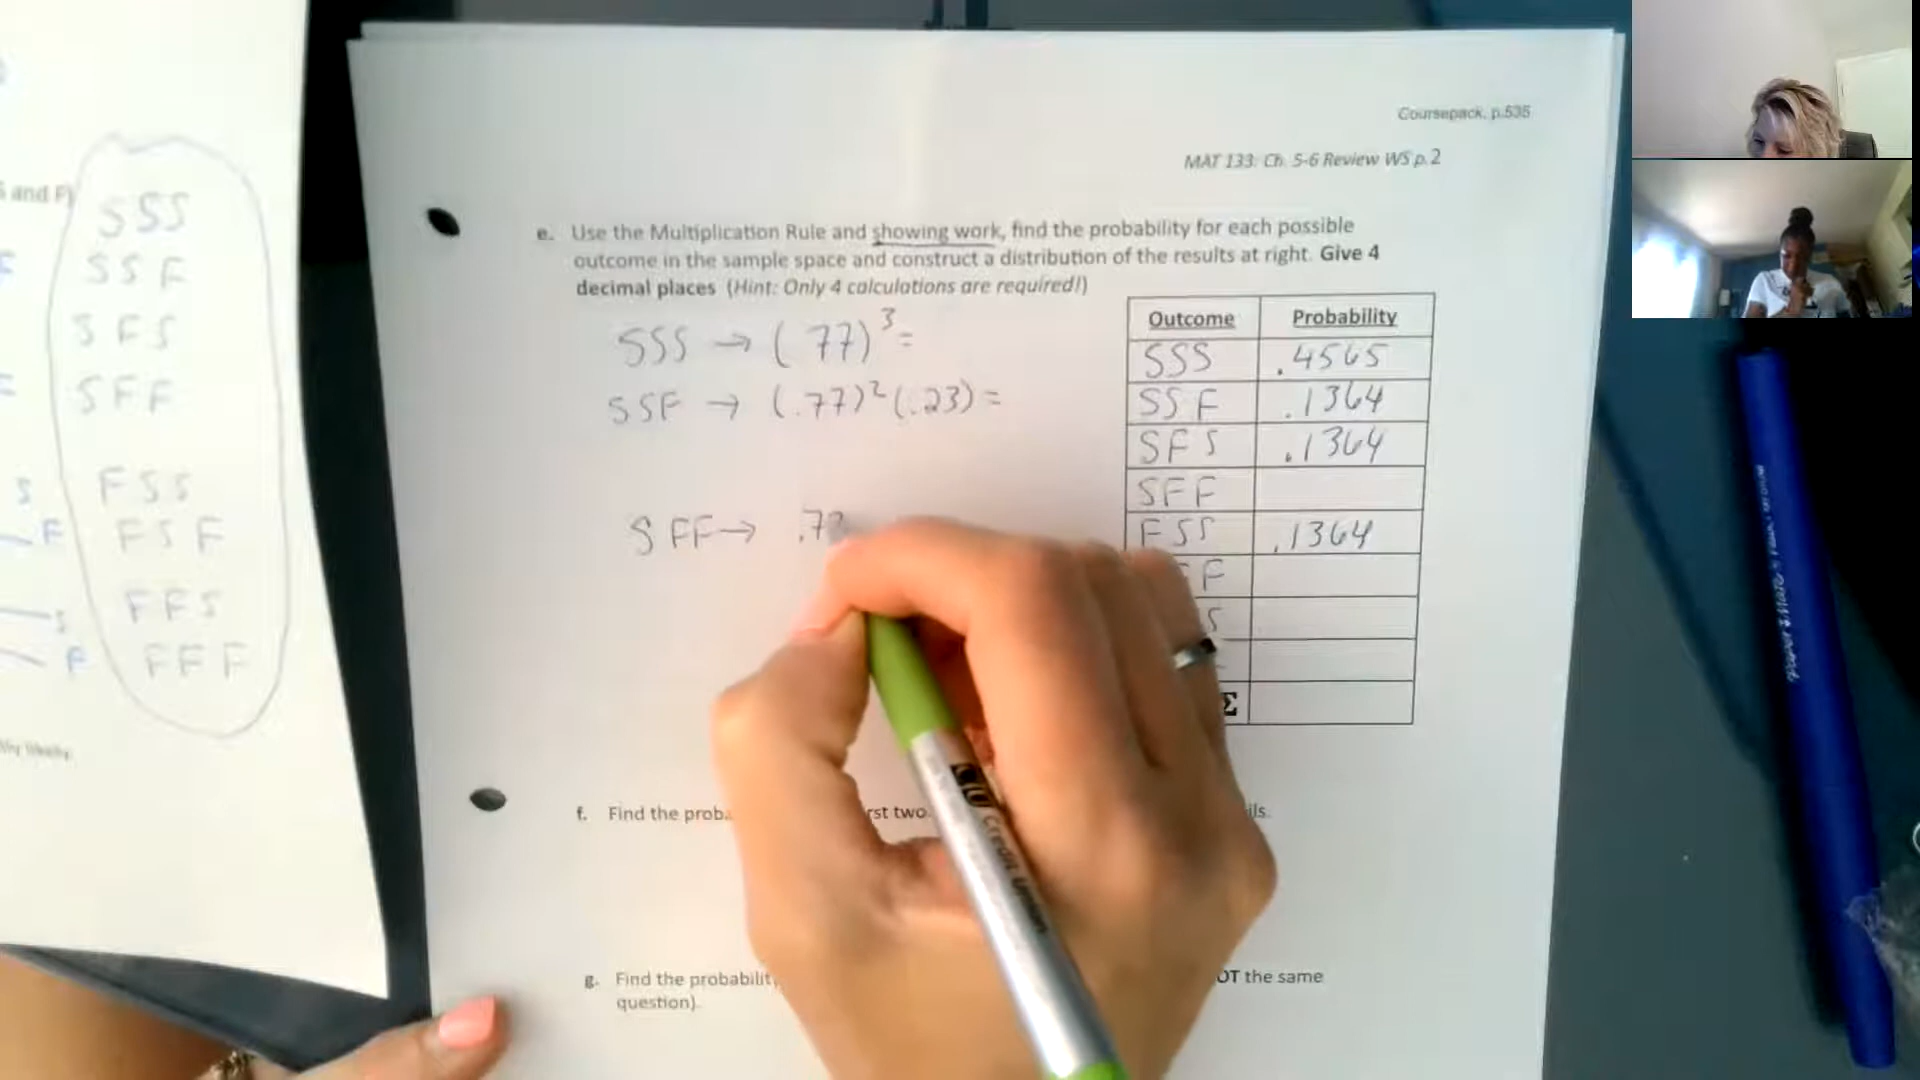 Coursepack, p.535
MAT 133: Ch. 5-6 Review WS p.2
e. Use the Multiplication Rule and showing work, find the probability for each possible
outcome in the sample space and construct a distribution of the results at right. Give 4
decimal places (Hint: Only 4 calculations are required!)
SSS → (.77)³ =
SSF → (.77)²(.23) =
SFF → .77
Outcome Probability
SSS .4565
SSF .1364
SFS .1364
SFF
FSS .1364
F
S
Σ
f. Find the rst two
g. Find the OT the same
question).
and F)
SSS
SSF
SFS
SFF
FSS
FSF
FFS
FFF
S
F
S
F
Credit Union